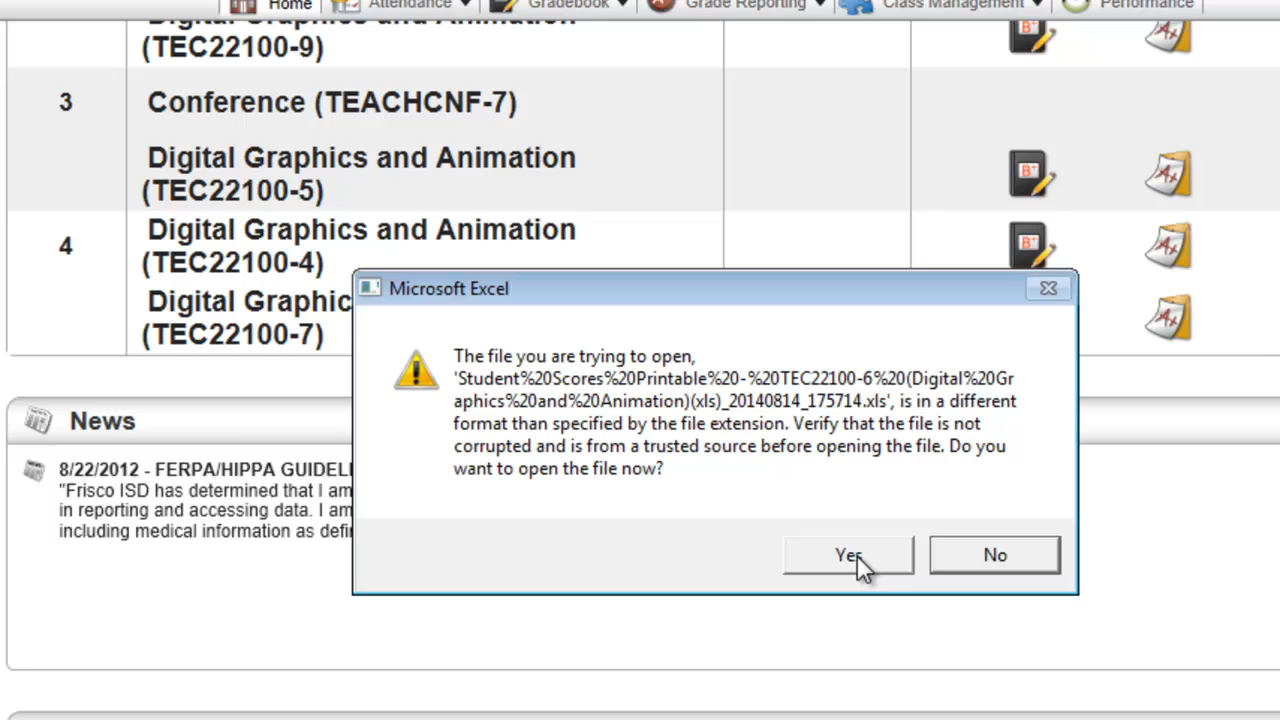 Home Attendance Gradebook Grade Reporting Class Management Performance
Digital Graphics and Animation
(TEC22100-9)
3 Conference (TEACHCNF-7)
Digital Graphics and Animation
(TEC22100-5)
4 Digital Graphics and Animation
(TEC22100-4)
Digital Graphic
(TEC22100-7)
Microsoft Excel
The file you are trying to open,
'Student%20Scores%20Printable%20-%20TEC22100-6%20(Digital%20Gr
aphics%20and%20Animation)(xls)_20140814_175714.xls', is in a different
format than specified by the file extension. Verify that the file is not
corrupted and is from a trusted source before opening the file. Do you
want to open the file now?
Yes No
News
8/22/2012 - FERPA/HIPPA GUIDELI
"Frisco ISD has determined that I am
in reporting and accessing data. I am
including medical information as defi